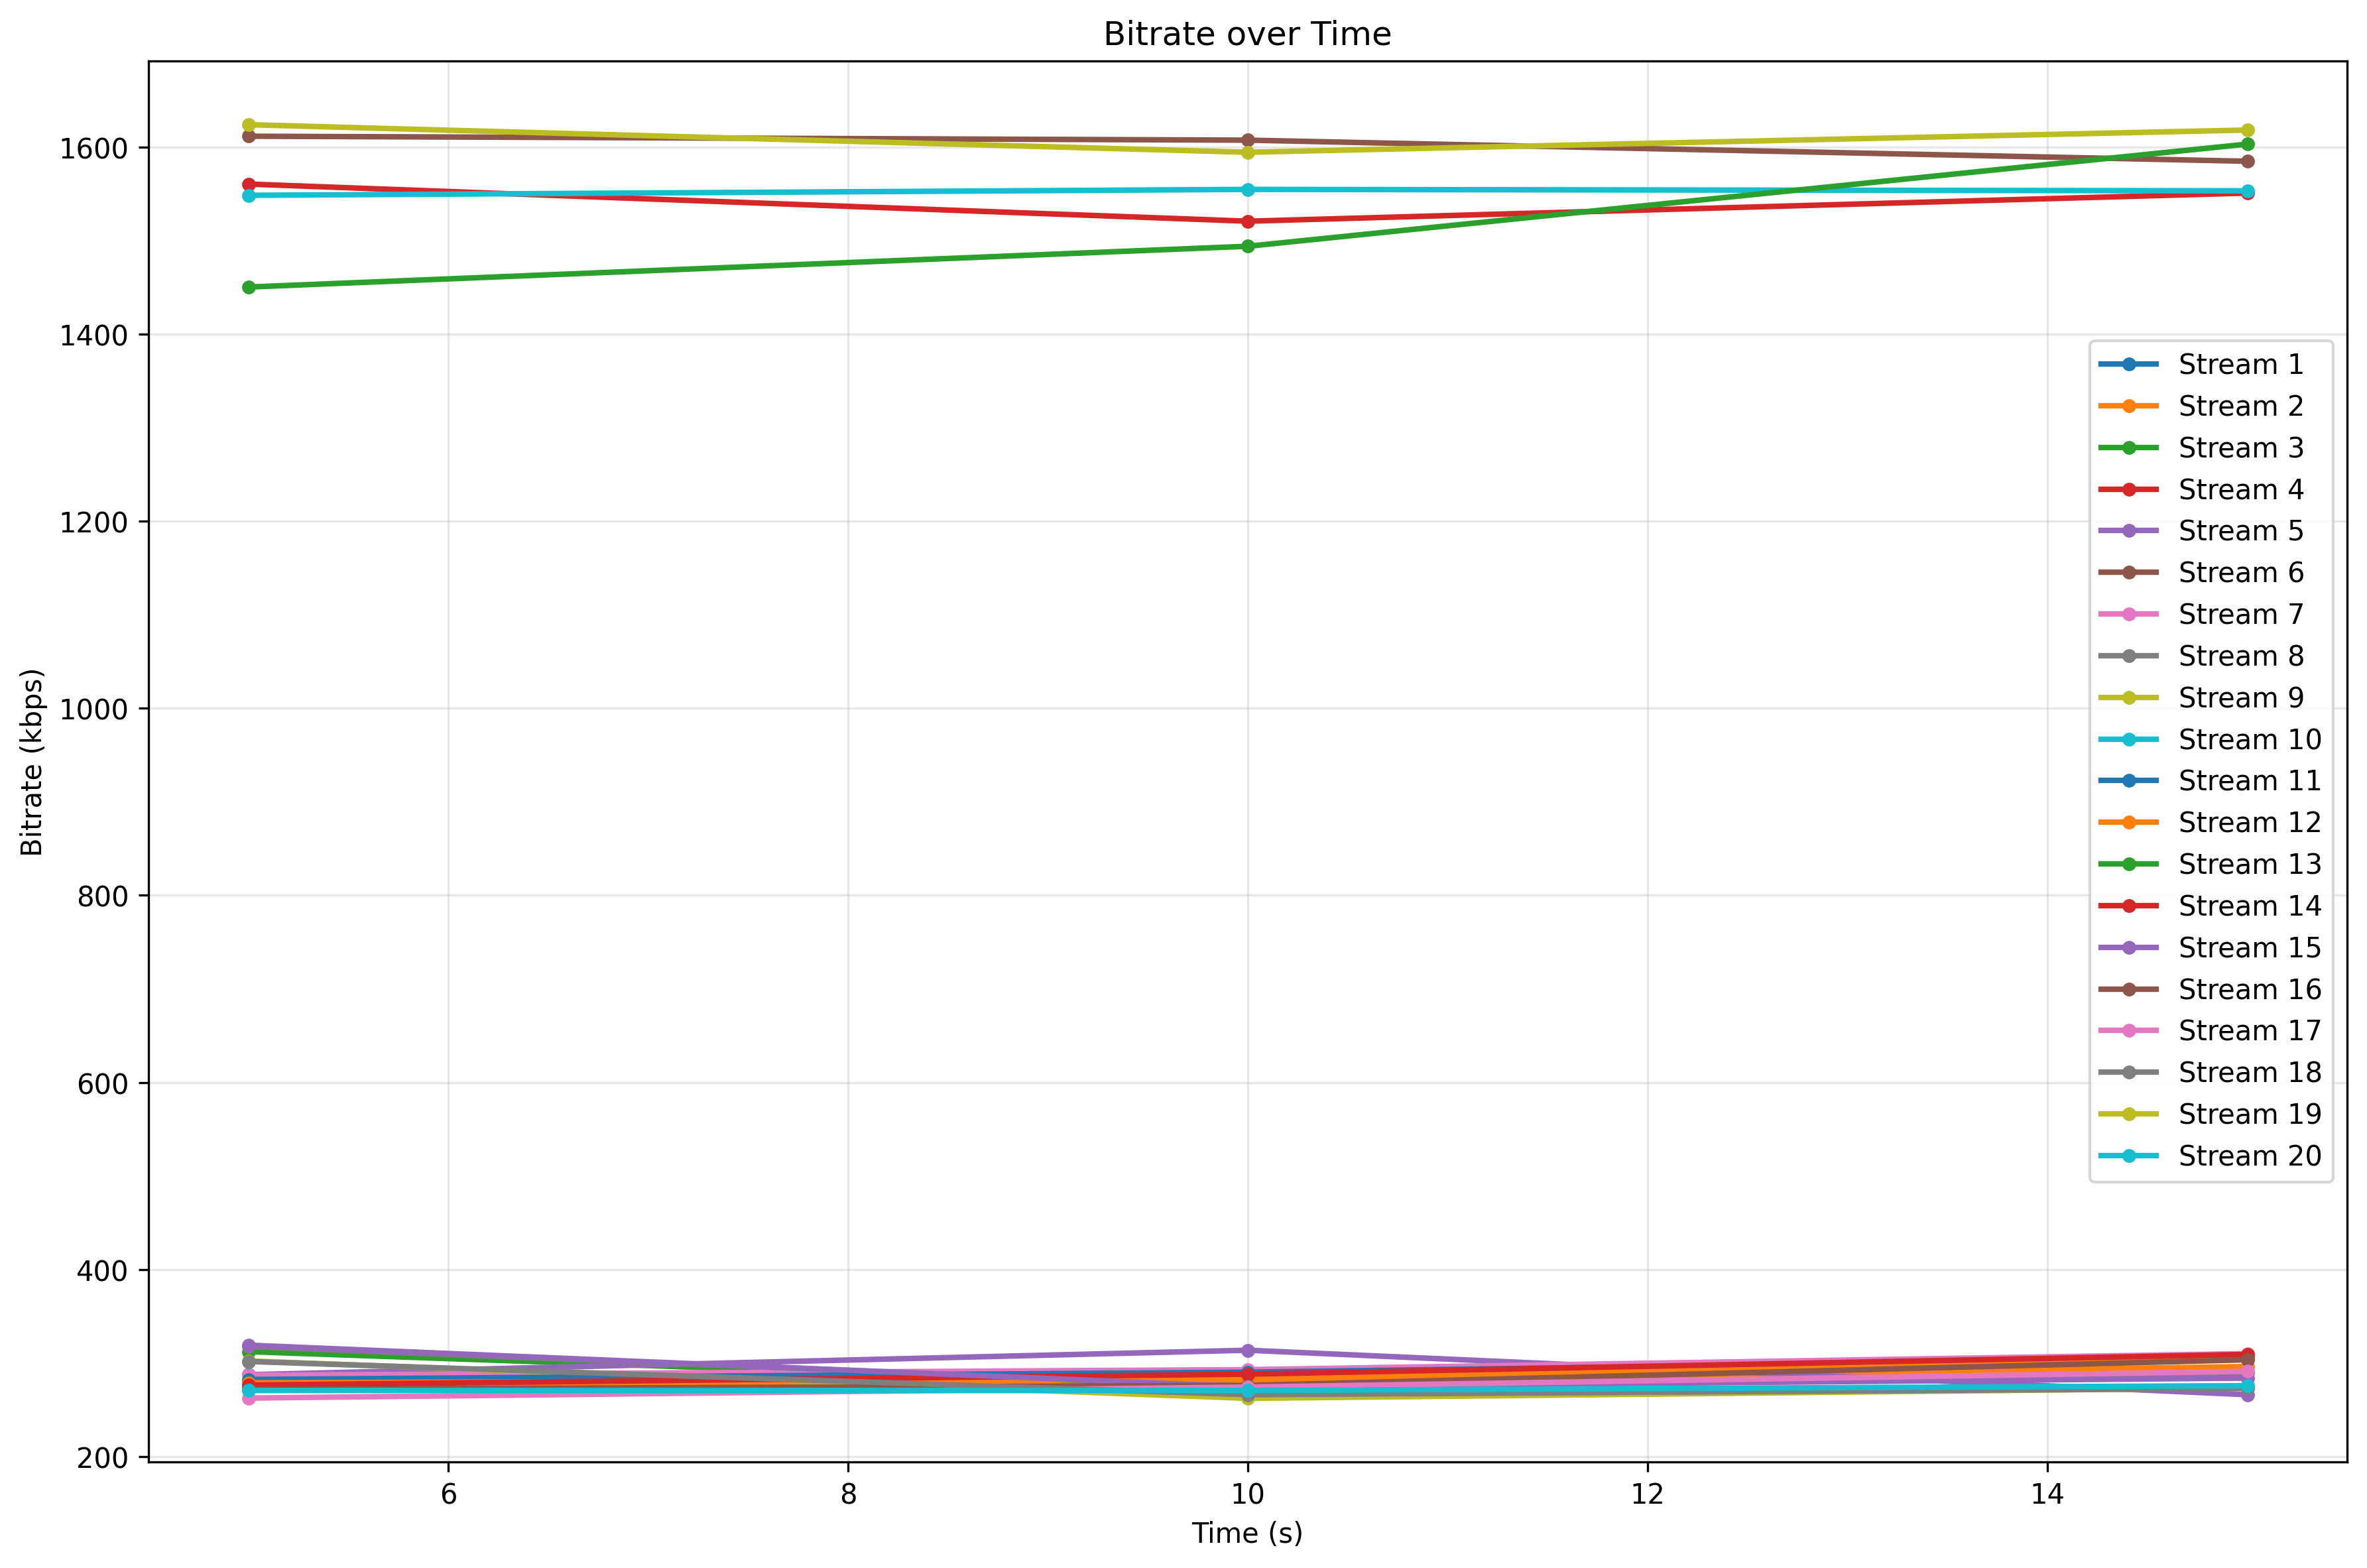 Bitrate over Time
Bitrate (kbps)
1600
1400
1200
1000
800
600
400
200
Stream 1
Stream 2
Stream 3
Stream 4
Stream 5
Stream 6
Stream 7
Stream 8
Stream 9
Stream 10
Stream 11
Stream 12
Stream 13
Stream 14
Stream 15
Stream 16
Stream 17
Stream 18
Stream 19
Stream 20
6 8 10 12 14
Time (s)